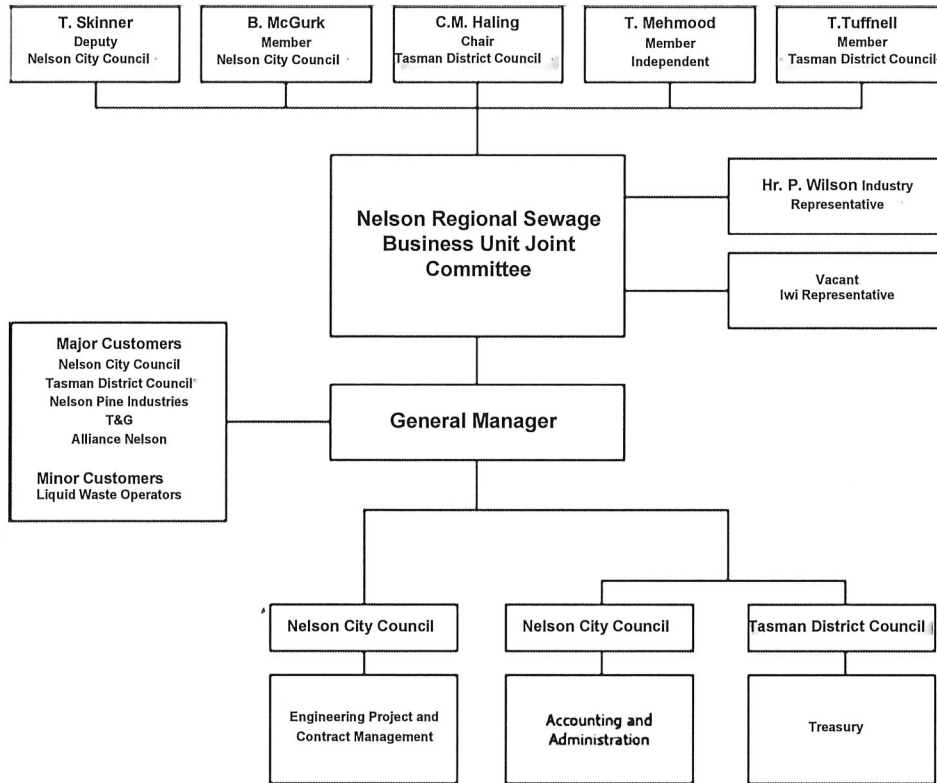 T. Skinner
Deputy
Nelson City Council
B. McGurk
Member
Nelson City Council
C.M. Haling
Chair
Tasman District Council
T. Mehmood
Member
Independent
T.Tuffnell
Member
Tasman District Council
Nelson Regional Sewage
Business Unit Joint
Committee
Hr. P. Wilson Industry
Representative
Vacant
Iwi Representative
Major Customers
Nelson City Council
Tasman District Council
Nelson Pine Industries
T&G
Alliance Nelson
Minor Customers
Liquid Waste Operators
General Manager
Nelson City Council
Nelson City Council
Tasman District Council
Engineering Project and
Contract Management
Accounting and
Administration
Treasury